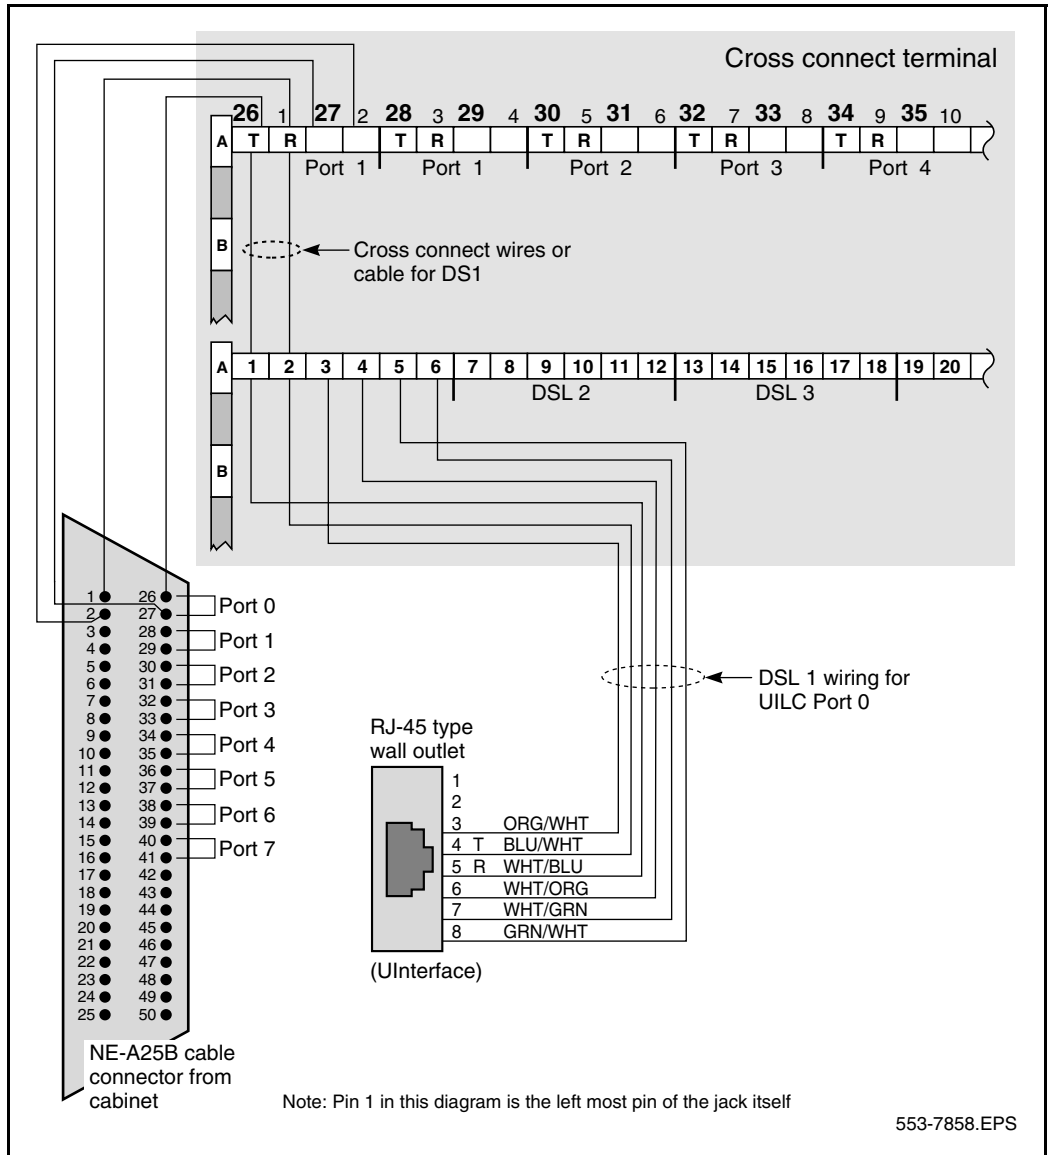 Cross connect terminal
26 1 27 2 28 3 29 4 30 5 31 6 32 7 33 8 34 9 35 10
A T R T R T R T R T R
Port 1 Port 1 Port 2 Port 3 Port 4
B
Cross connect wires or
cable for DS1
A 1 2 3 4 5 6 7 8 9 10 11 12 13 14 15 16 17 18 19 20
DSL 2 DSL 3
B
1 26
2 27
Port 0
3 28
4 29
Port 1
5 30
6 31
Port 2
7 32
8 33
Port 3
9 34
10 35
Port 4
11 36
12 37
Port 5
13 38
14 39
Port 6
15 40
16 41
Port 7
17 42
18 43
19 44
20 45
21 46
22 47
23 48
24 49
25 50
NE-A25B cable
connector from
cabinet
DSL 1 wiring for
UILC Port 0
RJ-45 type
wall outlet
1
2
3 ORG/WHT
4 T BLU/WHT
5 R WHT/BLU
6 WHT/ORG
7 WHT/GRN
8 GRN/WHT
(UInterface)
Note: Pin 1 in this diagram is the left most pin of the jack itself
553-7858.EPS